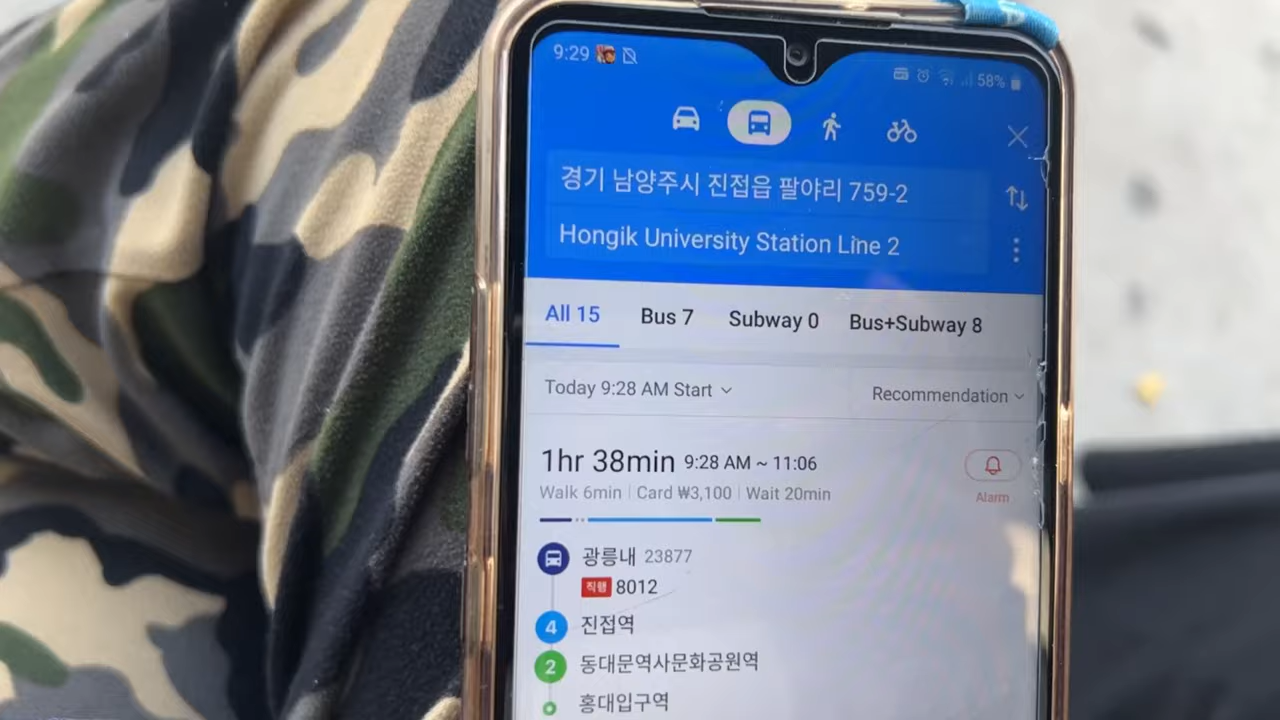 9:29 58%
경기 남양주시 진접읍 팔야리 759-2
Hongik University Station Line 2
All 15 Bus 7 Subway 0 Bus+Subway 8
Today 9:28 AM Start Recommendation
1hr 38min 9:28 AM ~ 11:06
Walk 6min | Card ₩3,100 | Wait 20min
Alarm
광릉내 23877
직행 8012
4 진접역
2 동대문역사문화공원역
홍대입구역